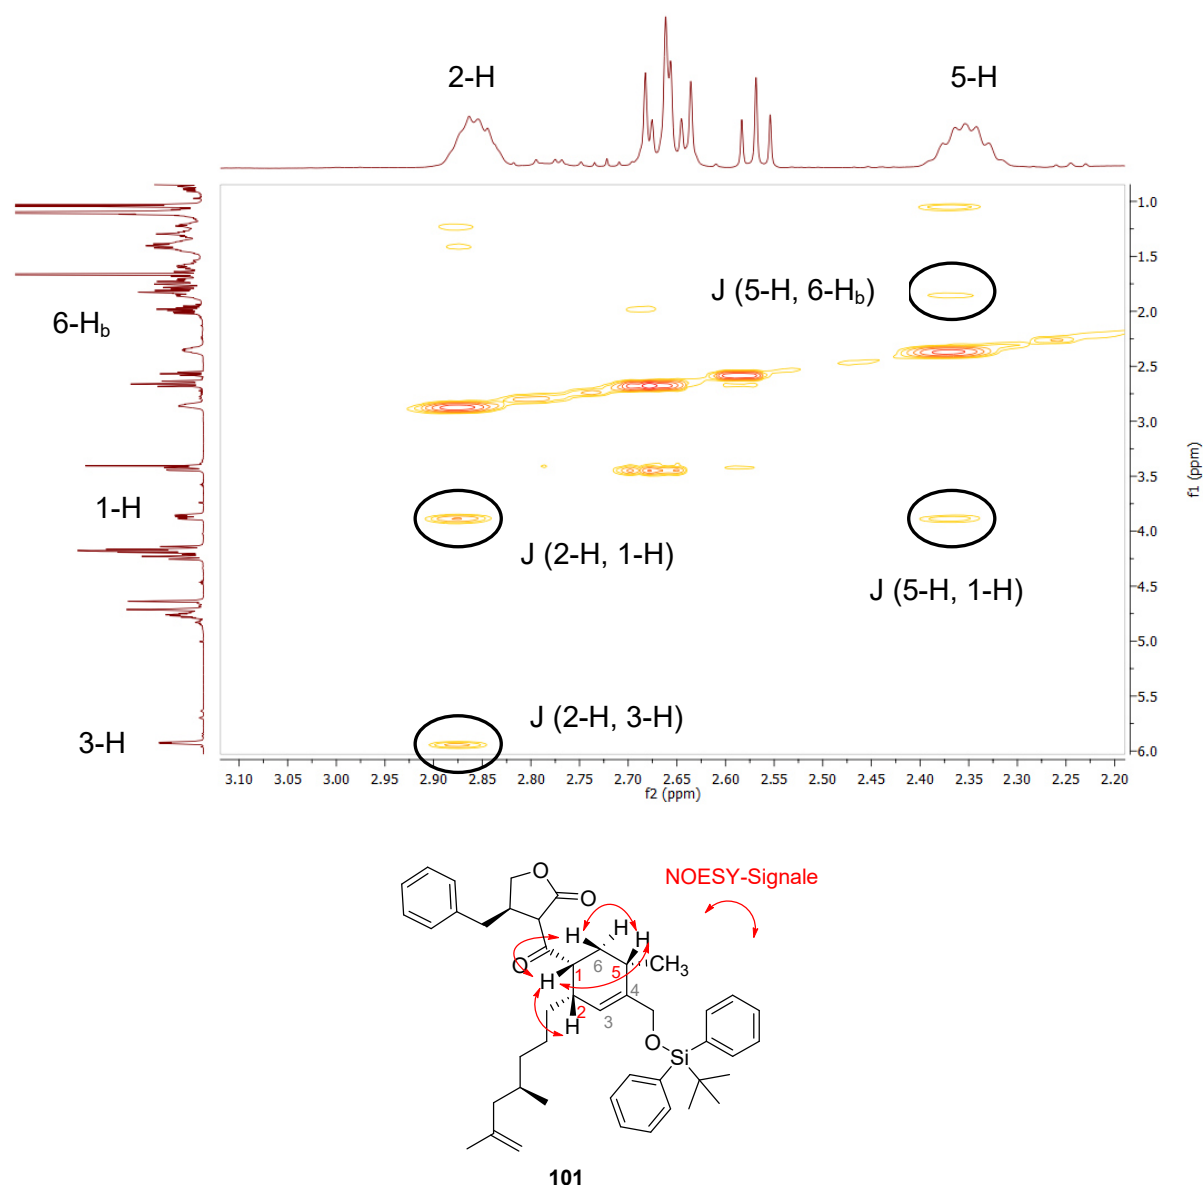 2-H 5-H
6-Hb
1-H
3-H
J (5-H, 6-Hb)
J (2-H, 1-H)
J (5-H, 1-H)
J (2-H, 3-H)
1.0
1.5
2.0
2.5
3.0
3.5
4.0
4.5
5.0
5.5
6.0
f1 (ppm)
3.10 3.05 3.00 2.95 2.90 2.85 2.80 2.75 2.70 2.65 2.60 2.55 2.50 2.45 2.40 2.35 2.30 2.25 2.20
f2 (ppm)
NOESY-Signale
O
O
O
H
H
H
H
H
CH3
1
2
3
4
5
6
O
Si
101